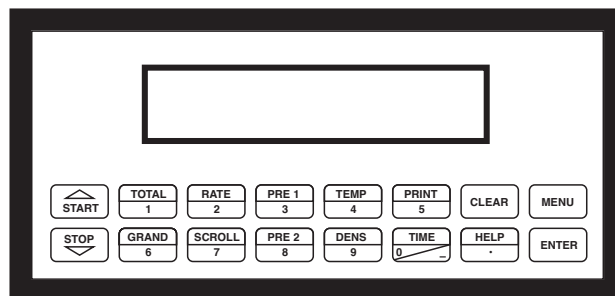 START
TOTAL
1
RATE
2
PRE 1
3
TEMP
4
PRINT
5
CLEAR
MENU
STOP
GRAND
6
SCROLL
7
PRE 2
8
DENS
9
TIME
0 –
HELP
.
ENTER